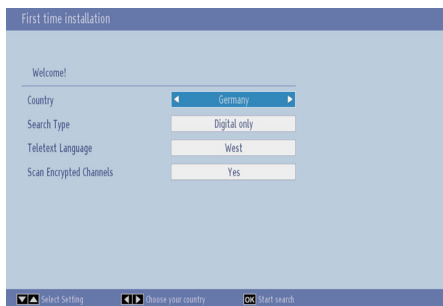 First time installation
Welcome!
Country Germany
Search Type Digital only
Teletext Language West
Scan Encrypted Channels Yes
Select Setting Choose your country OK Start search